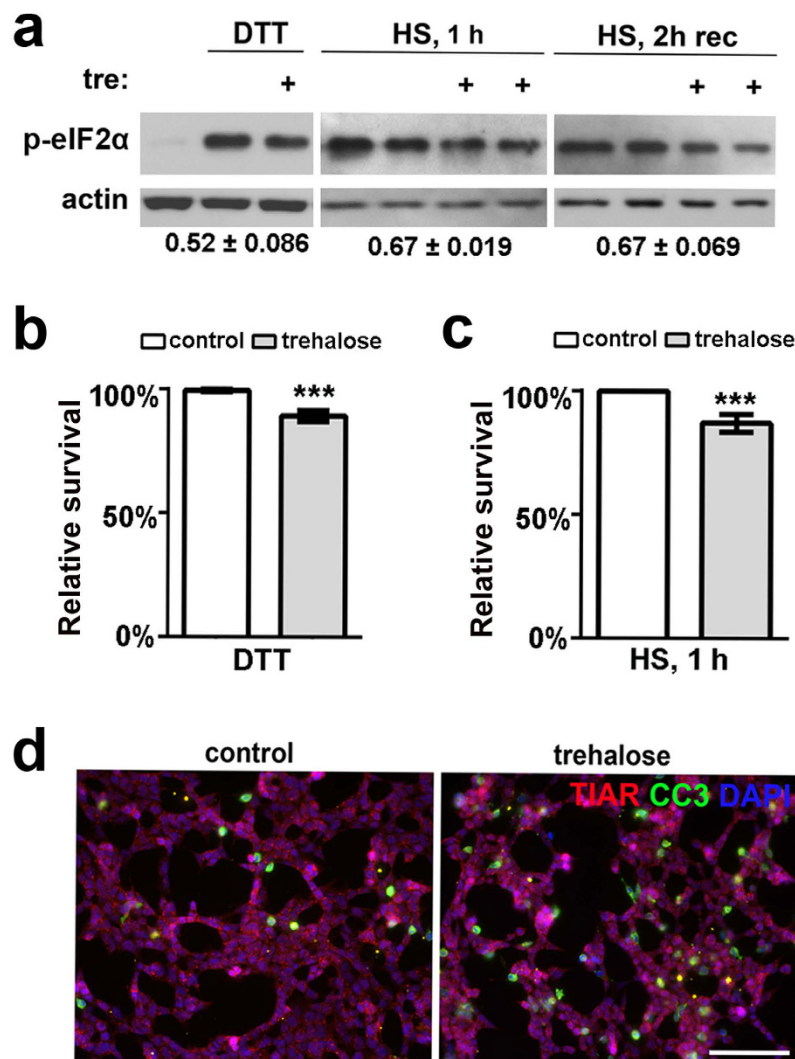 a
DTT HS, 1 h HS, 2h rec
tre: + + + + +
p-eIF2α
actin
0.52 ± 0.086 0.67 ± 0.019 0.67 ± 0.069
b
control trehalose
Relative survival
100%
50%
0%
***
DTT
c
control trehalose
Relative survival
100%
50%
0%
***
HS, 1 h
d
control trehalose
TIAR CC3 DAPI